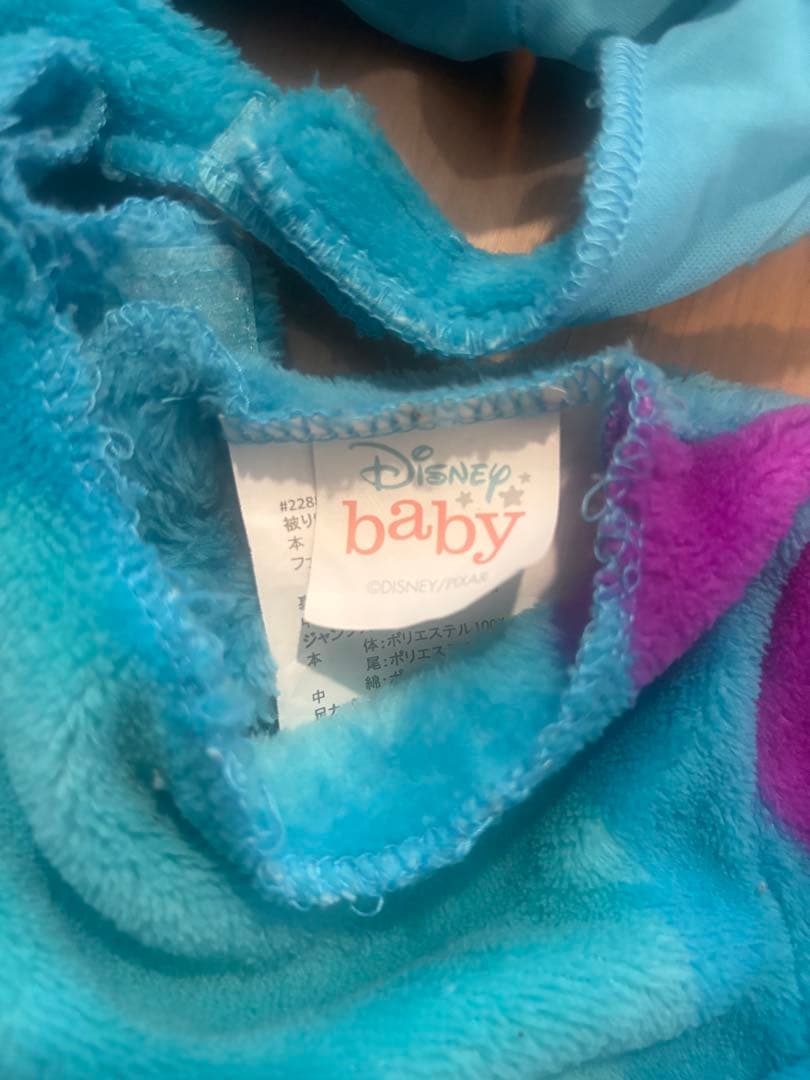 Disney
baby
©DISNEY/PIXAR
#228
被り
本
フ
ジャン
本 体:ポリエステル100
尾:ポリエス
中 綿:ポ